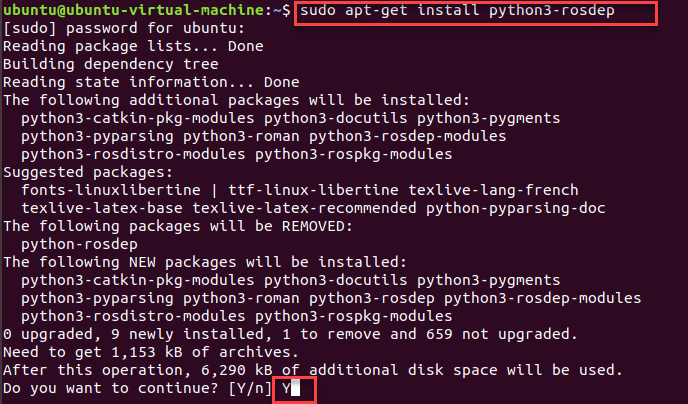 ubuntu@ubuntu-virtual-machine:~$ sudo apt-get install python3-rosdep
[sudo] password for ubuntu:
Reading package lists... Done
Building dependency tree
Reading state information... Done
The following additional packages will be installed:
  python3-catkin-pkg-modules python3-docutils python3-pygments
  python3-pyparsing python3-roman python3-rosdep-modules
  python3-rosdistro-modules python3-rospkg-modules
Suggested packages:
  fonts-linuxlibertine | ttf-linux-libertine texlive-lang-french
  texlive-latex-base texlive-latex-recommended python-pyparsing-doc
The following packages will be REMOVED:
  python-rosdep
The following NEW packages will be installed:
  python3-catkin-pkg-modules python3-docutils python3-pygments
  python3-pyparsing python3-roman python3-rosdep python3-rosdep-modules
  python3-rosdistro-modules python3-rospkg-modules
0 upgraded, 9 newly installed, 1 to remove and 659 not upgraded.
Need to get 1,153 kB of archives.
After this operation, 6,290 kB of additional disk space will be used.
Do you want to continue? [Y/n] Y